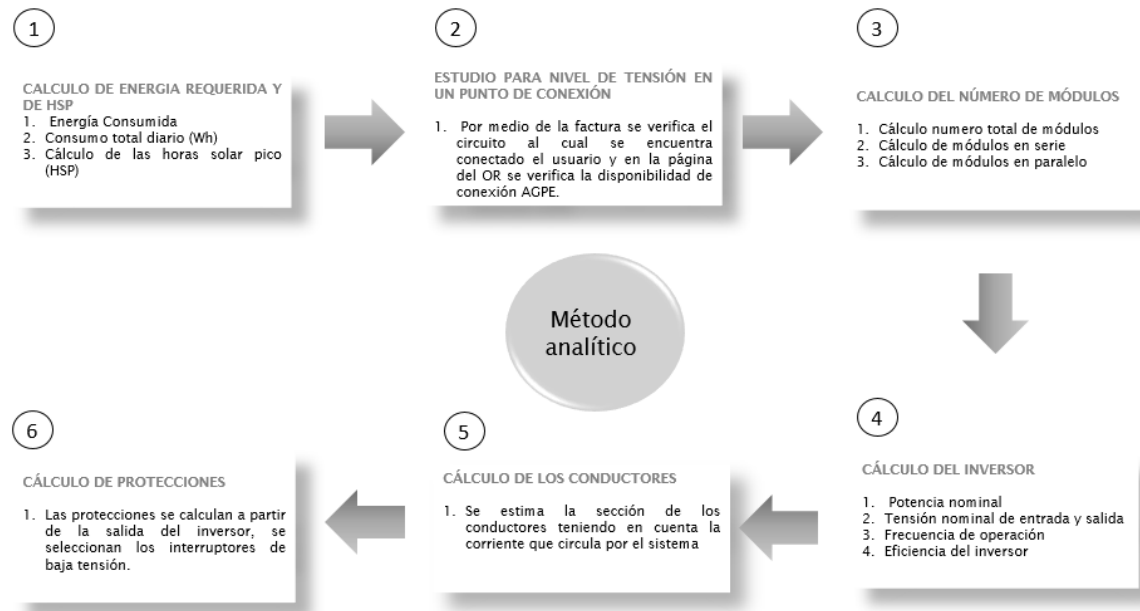 1
CALCULO DE ENERGIA REQUERIDA Y
DE HSP
1. Energía Consumida
2. Consumo total diario (Wh)
3. Cálculo de las horas solar pico
(HSP)
2
ESTUDIO PARA NIVEL DE TENSIÓN EN
UN PUNTO DE CONEXIÓN
1. Por medio de la factura se verifica el
circuito al cual se encuentra
conectado el usuario y en la página
del OR se verifica la disponibilidad de
conexión AGPE.
3
CALCULO DEL NÚMERO DE MÓDULOS
1. Cálculo numero total de módulos
2. Cálculo de módulos en serie
3. Cálculo de módulos en paralelo
Método
analítico
4
CÁLCULO DEL INVERSOR
1. Potencia nominal
2. Tensión nominal de entrada y salida
3. Frecuencia de operación
4. Eficiencia del inversor
5
CÁLCULO DE LOS CONDUCTORES
1. Se estima la sección de los
conductores teniendo en cuenta la
corriente que circula por el sistema
6
CÁLCULO DE PROTECCIONES
1. Las protecciones se calculan a partir
de la salida del inversor, se
seleccionan los interruptores de
baja tensión.